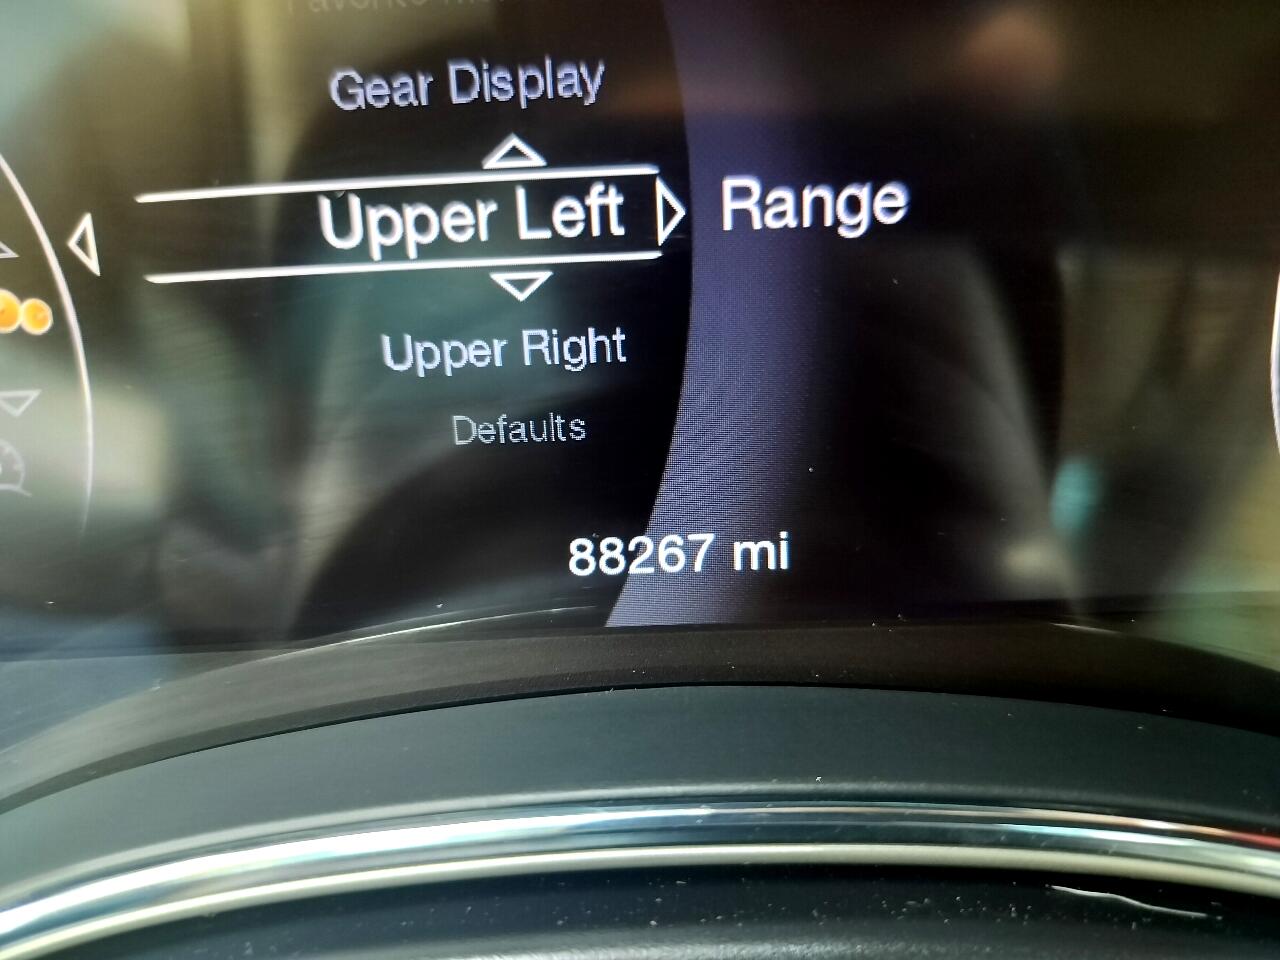 Gear Display
Upper Left Range
Upper Right
Defaults
88267 mi